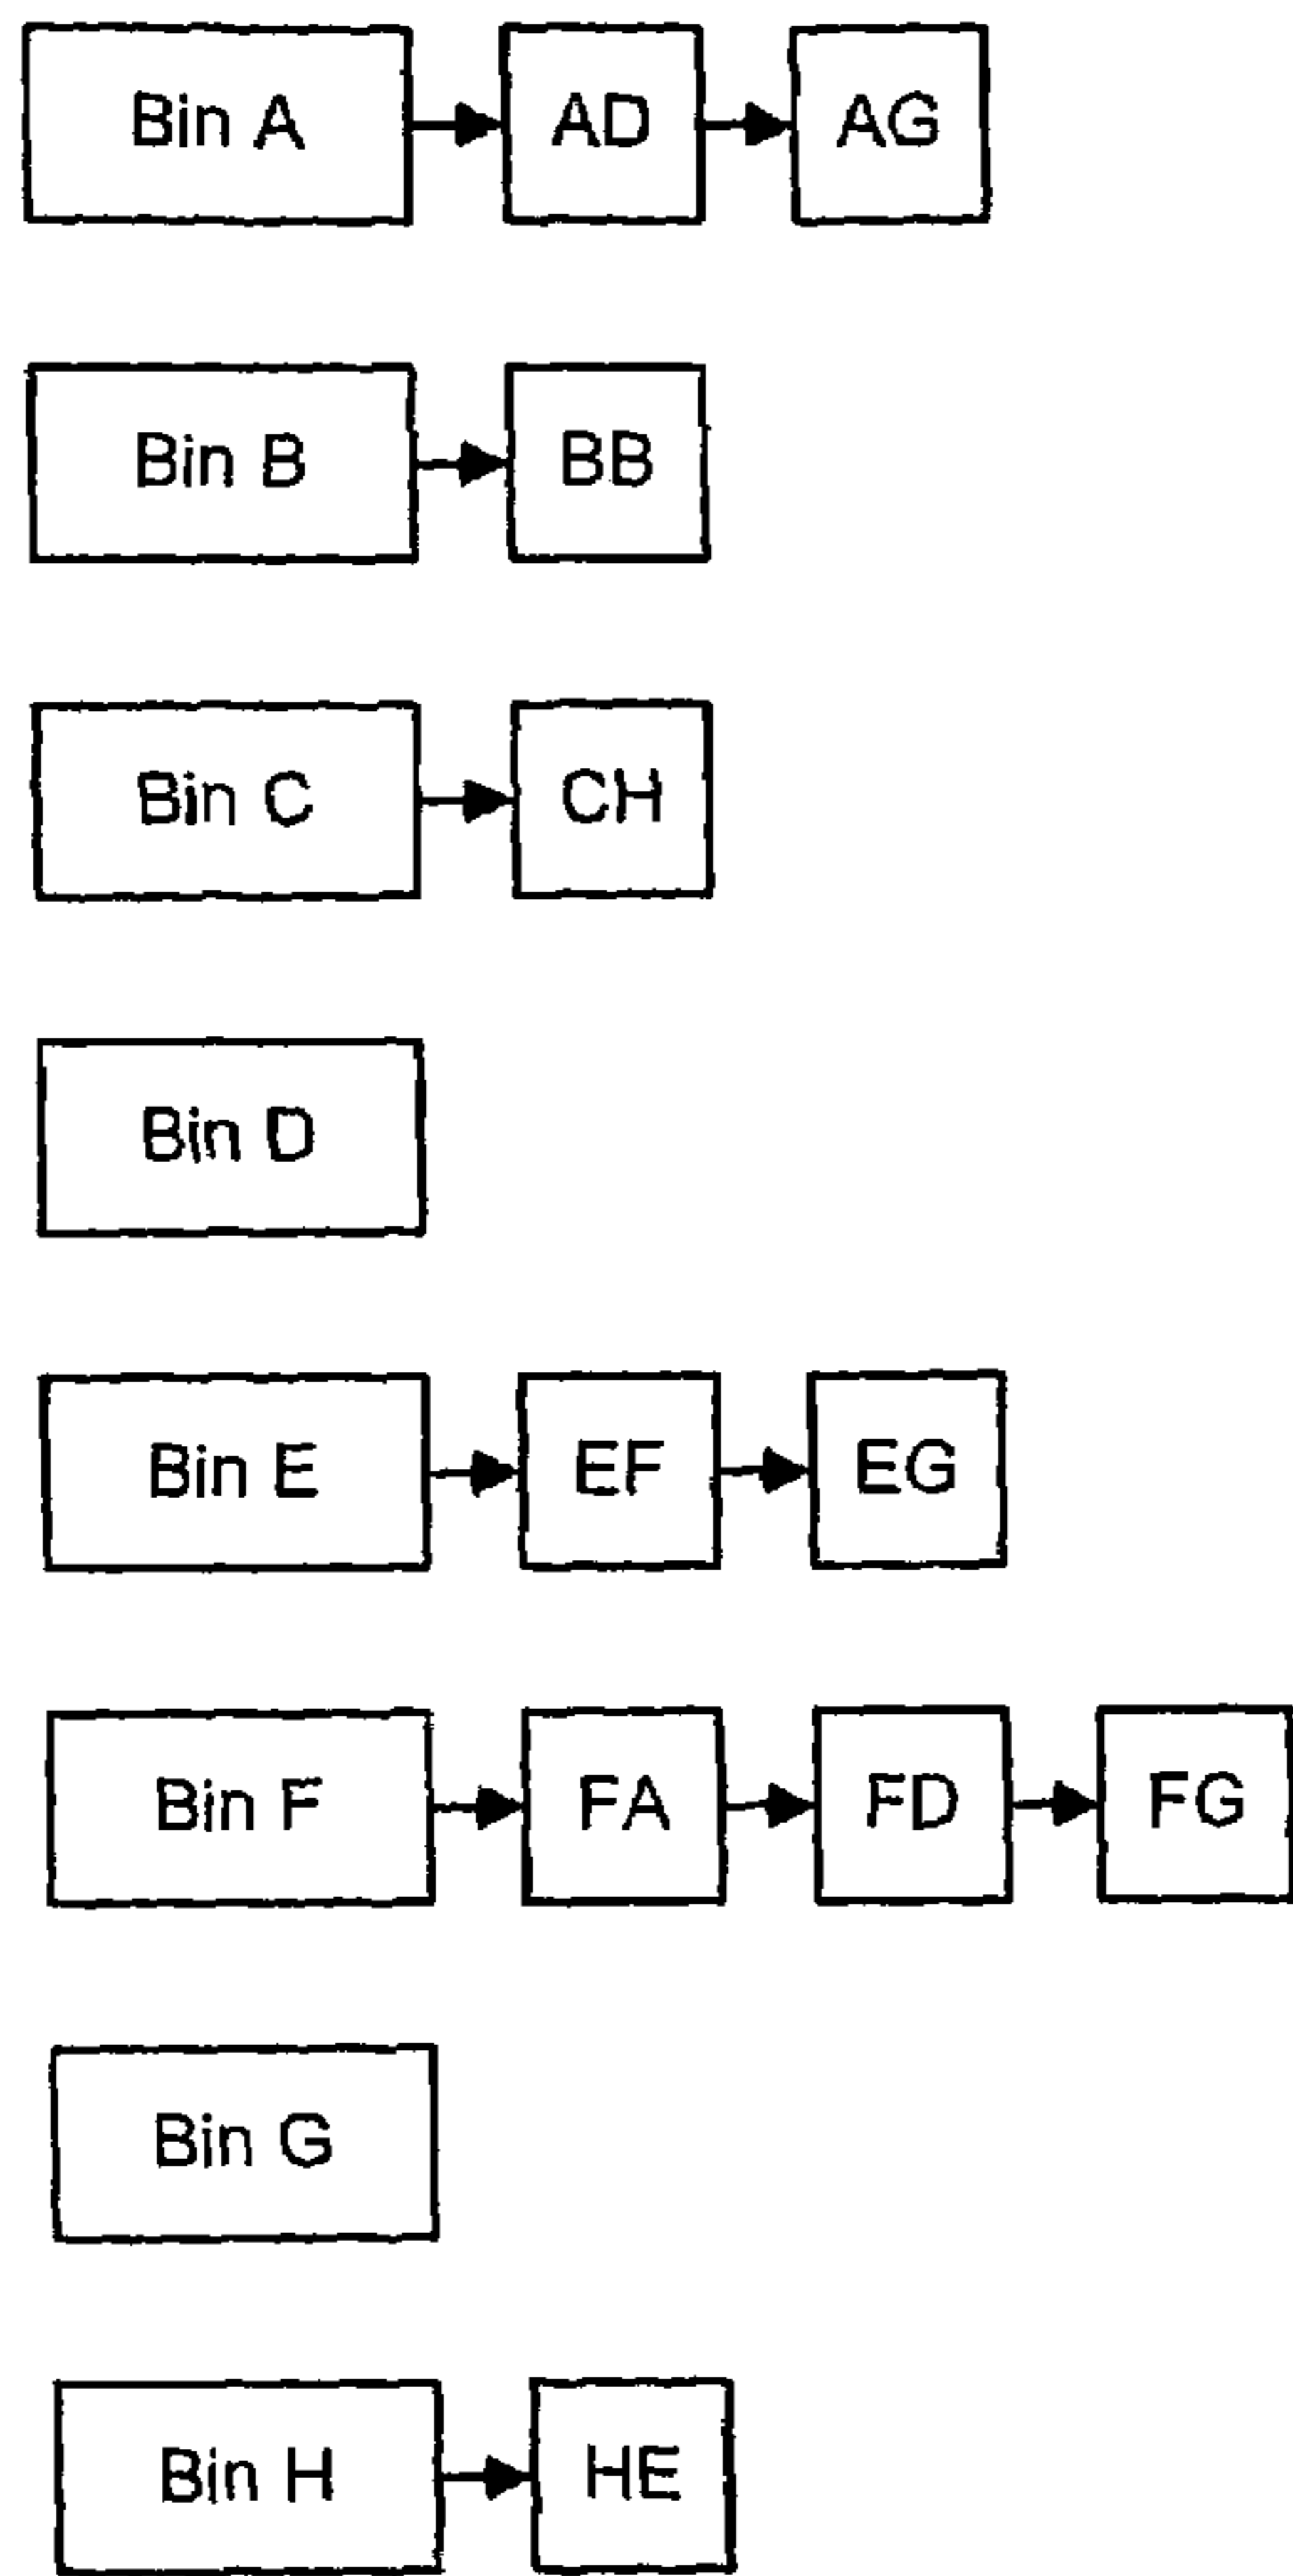 Bin A AD AG
Bin B BB
Bin C CH
Bin D
Bin E EF EG
Bin F FA FD FG
Bin G
Bin H HE